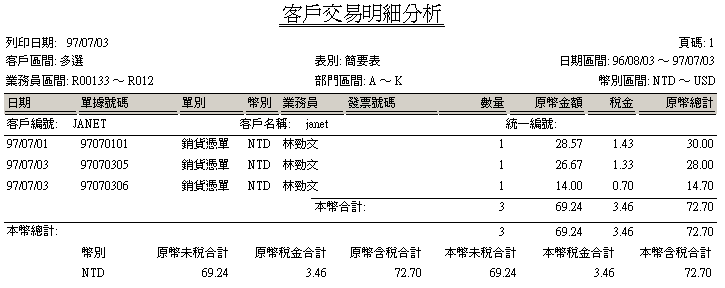 客戶交易明細分析
列印日期: 97/07/03 頁碼: 1
客戶區間: 多選 表別: 簡要表 日期區間: 96/08/03 ~ 97/07/03
業務員區間: R00133 ~ R012 部門區間: A ~ K 幣別區間: NTD ~ USD
日期 單據號碼 單別 幣別 業務員 發票號碼 數量 原幣金額 稅金 原幣總計
客戶編號: JANET 客戶名稱: janet 統一編號:
97/07/01 97070101 銷貨憑單 NTD 林勁文 1 28.57 1.43 30.00
97/07/03 97070305 銷貨憑單 NTD 林勁文 1 26.67 1.33 28.00
97/07/03 97070306 銷貨憑單 NTD 林勁文 1 14.00 0.70 14.70
本幣合計: 3 69.24 3.46 72.70
本幣總計: 3 69.24 3.46 72.70
幣別 原幣未稅合計 原幣稅金合計 原幣含稅合計 本幣未稅合計 本幣稅金合計 本幣含稅合計
NTD 69.24 3.46 72.70 69.24 3.46 72.70